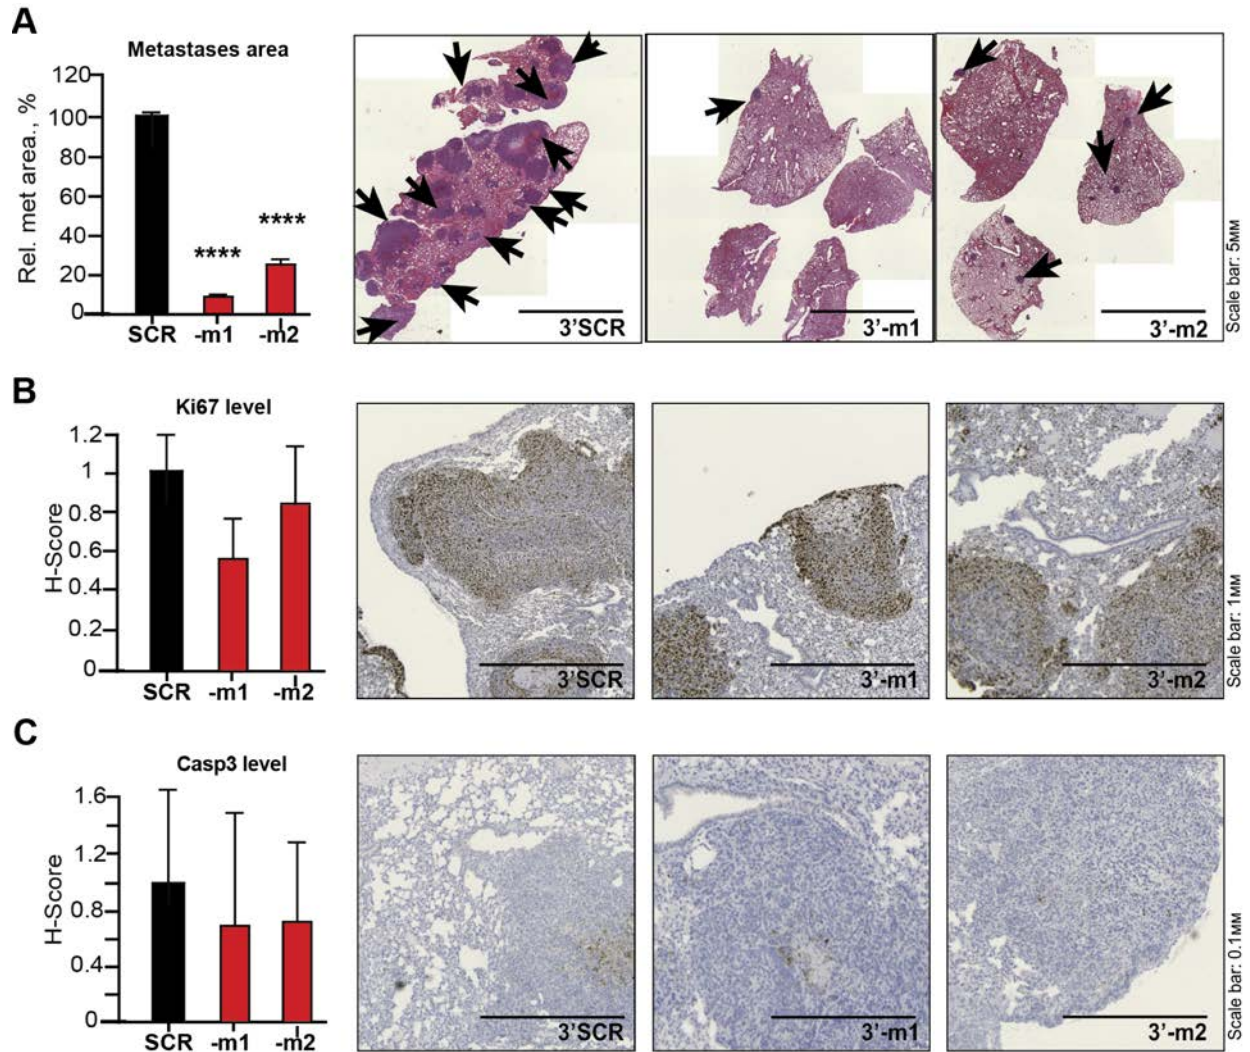 A
Metastases area
Rel. met area., %
120
100
80
60
40
20
0
****
****
SCR -m1 -m2
3'SCR
3'-m1
3'-m2
Scale bar: 5мм
B
Ki67 level
H-Score
1.2
1
0.8
0.6
0.4
0.2
0
SCR -m1 -m2
3'SCR
3'-m1
3'-m2
Scale bar: 1мм
C
Casp3 level
H-Score
1.6
1.2
0.8
0.4
0
SCR -m1 -m2
3'SCR
3'-m1
3'-m2
Scale bar: 0.1мм